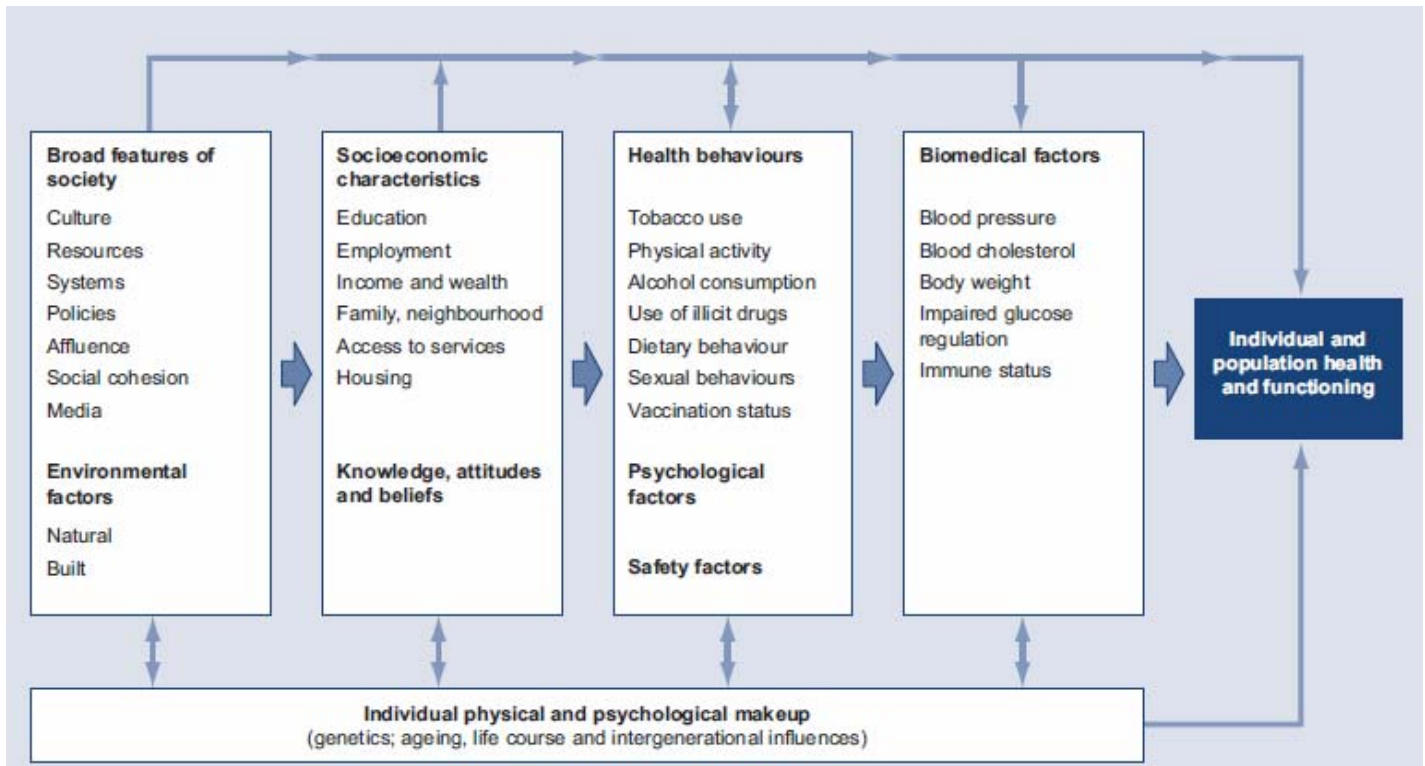 Broad features of
society
Culture
Resources
Systems
Policies
Affluence
Social cohesion
Media
Environmental
factors
Natural
Built
Socioeconomic
characteristics
Education
Employment
Income and wealth
Family, neighbourhood
Access to services
Housing
Knowledge, attitudes
and beliefs
Health behaviours
Tobacco use
Physical activity
Alcohol consumption
Use of illicit drugs
Dietary behaviour
Sexual behaviours
Vaccination status
Psychological
factors
Safety factors
Biomedical factors
Blood pressure
Blood cholesterol
Body weight
Impaired glucose
regulation
Immune status
Individual and
population health
and functioning
Individual physical and psychological makeup
(genetics; ageing, life course and intergenerational influences)